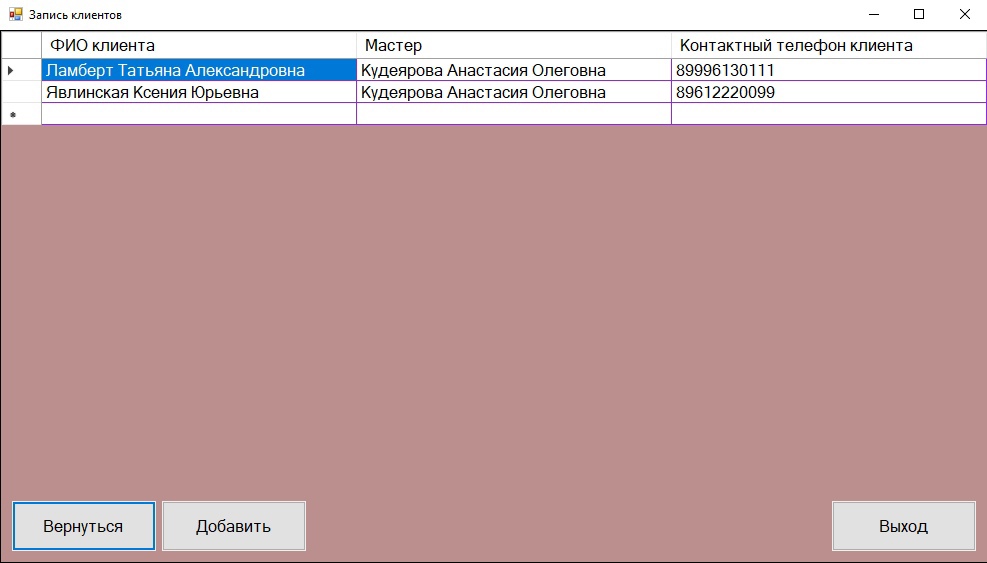 Запись клиентов
ФИО клиента Мастер Контактный телефон клиента
Ламберт Татьяна Александровна Кудеярова Анастасия Олеговна 89996130111
Явлинская Ксения Юрьевна Кудеярова Анастасия Олеговна 89612220099
Вернуться Добавить Выход